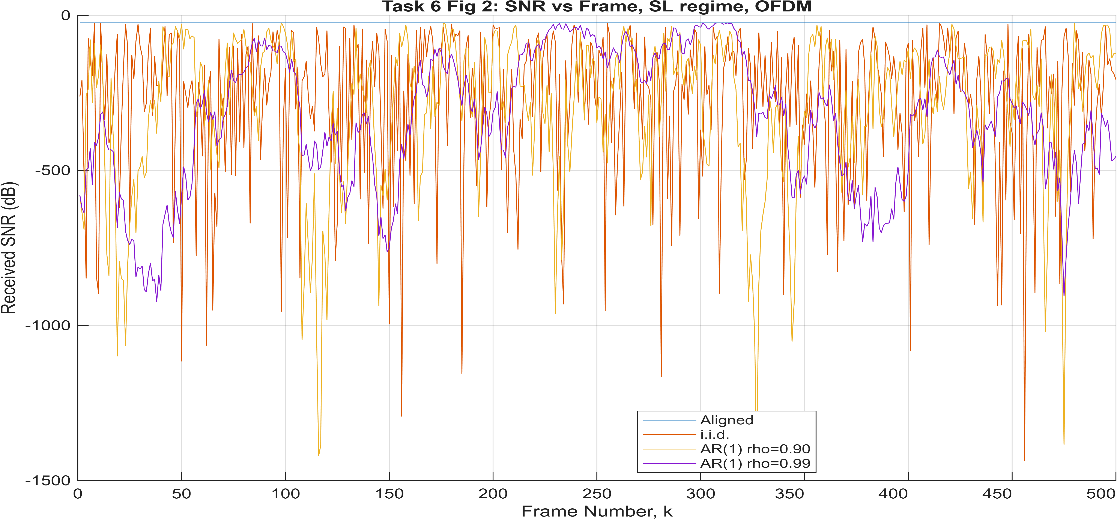 Task 6 Fig 2: SNR vs Frame, SL regime, OFDM
0
-500
-1000
-1500
Received SNR (dB)
Aligned
i.i.d.
AR(1) rho=0.90
AR(1) rho=0.99
0 50 100 150 200 250 300 350 400 450 500
Frame Number, k